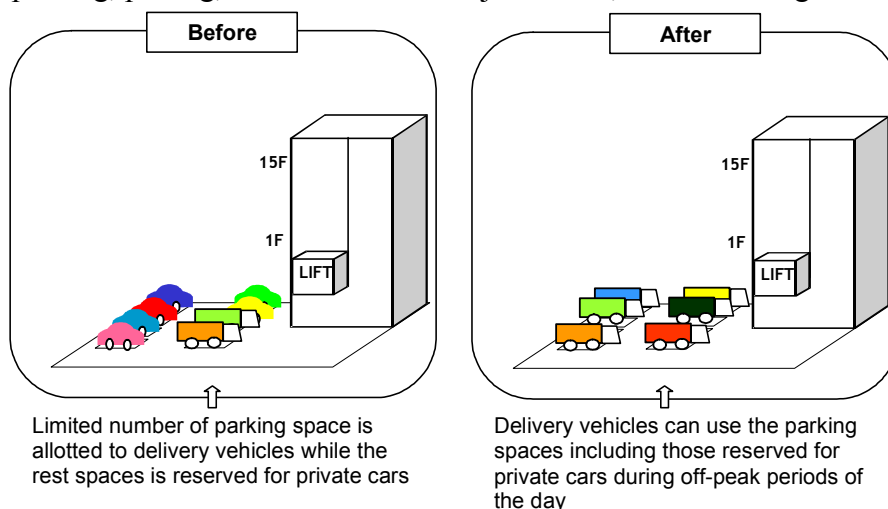 Before
After
15F
1F
LIFT
15F
1F
LIFT
Limited number of parking space is
allotted to delivery vehicles while the
rest spaces is reserved for private cars
Delivery vehicles can use the parking
spaces including those reserved for
private cars during off-peak periods of
the day